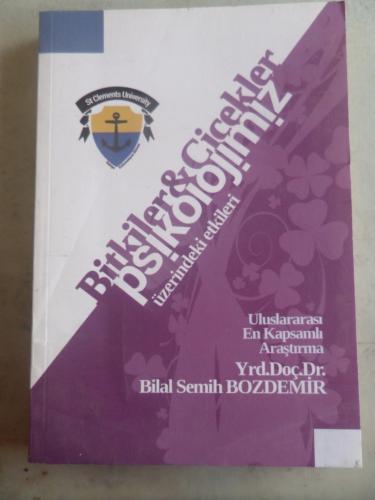 St Clements University
Bitkiler & Çiçekler
psikolojimiz
üzerindeki etkileri
Uluslararası
En Kapsamlı
Araştırma
Yrd.Doç.Dr.
Bilal Semih BOZDEMİR